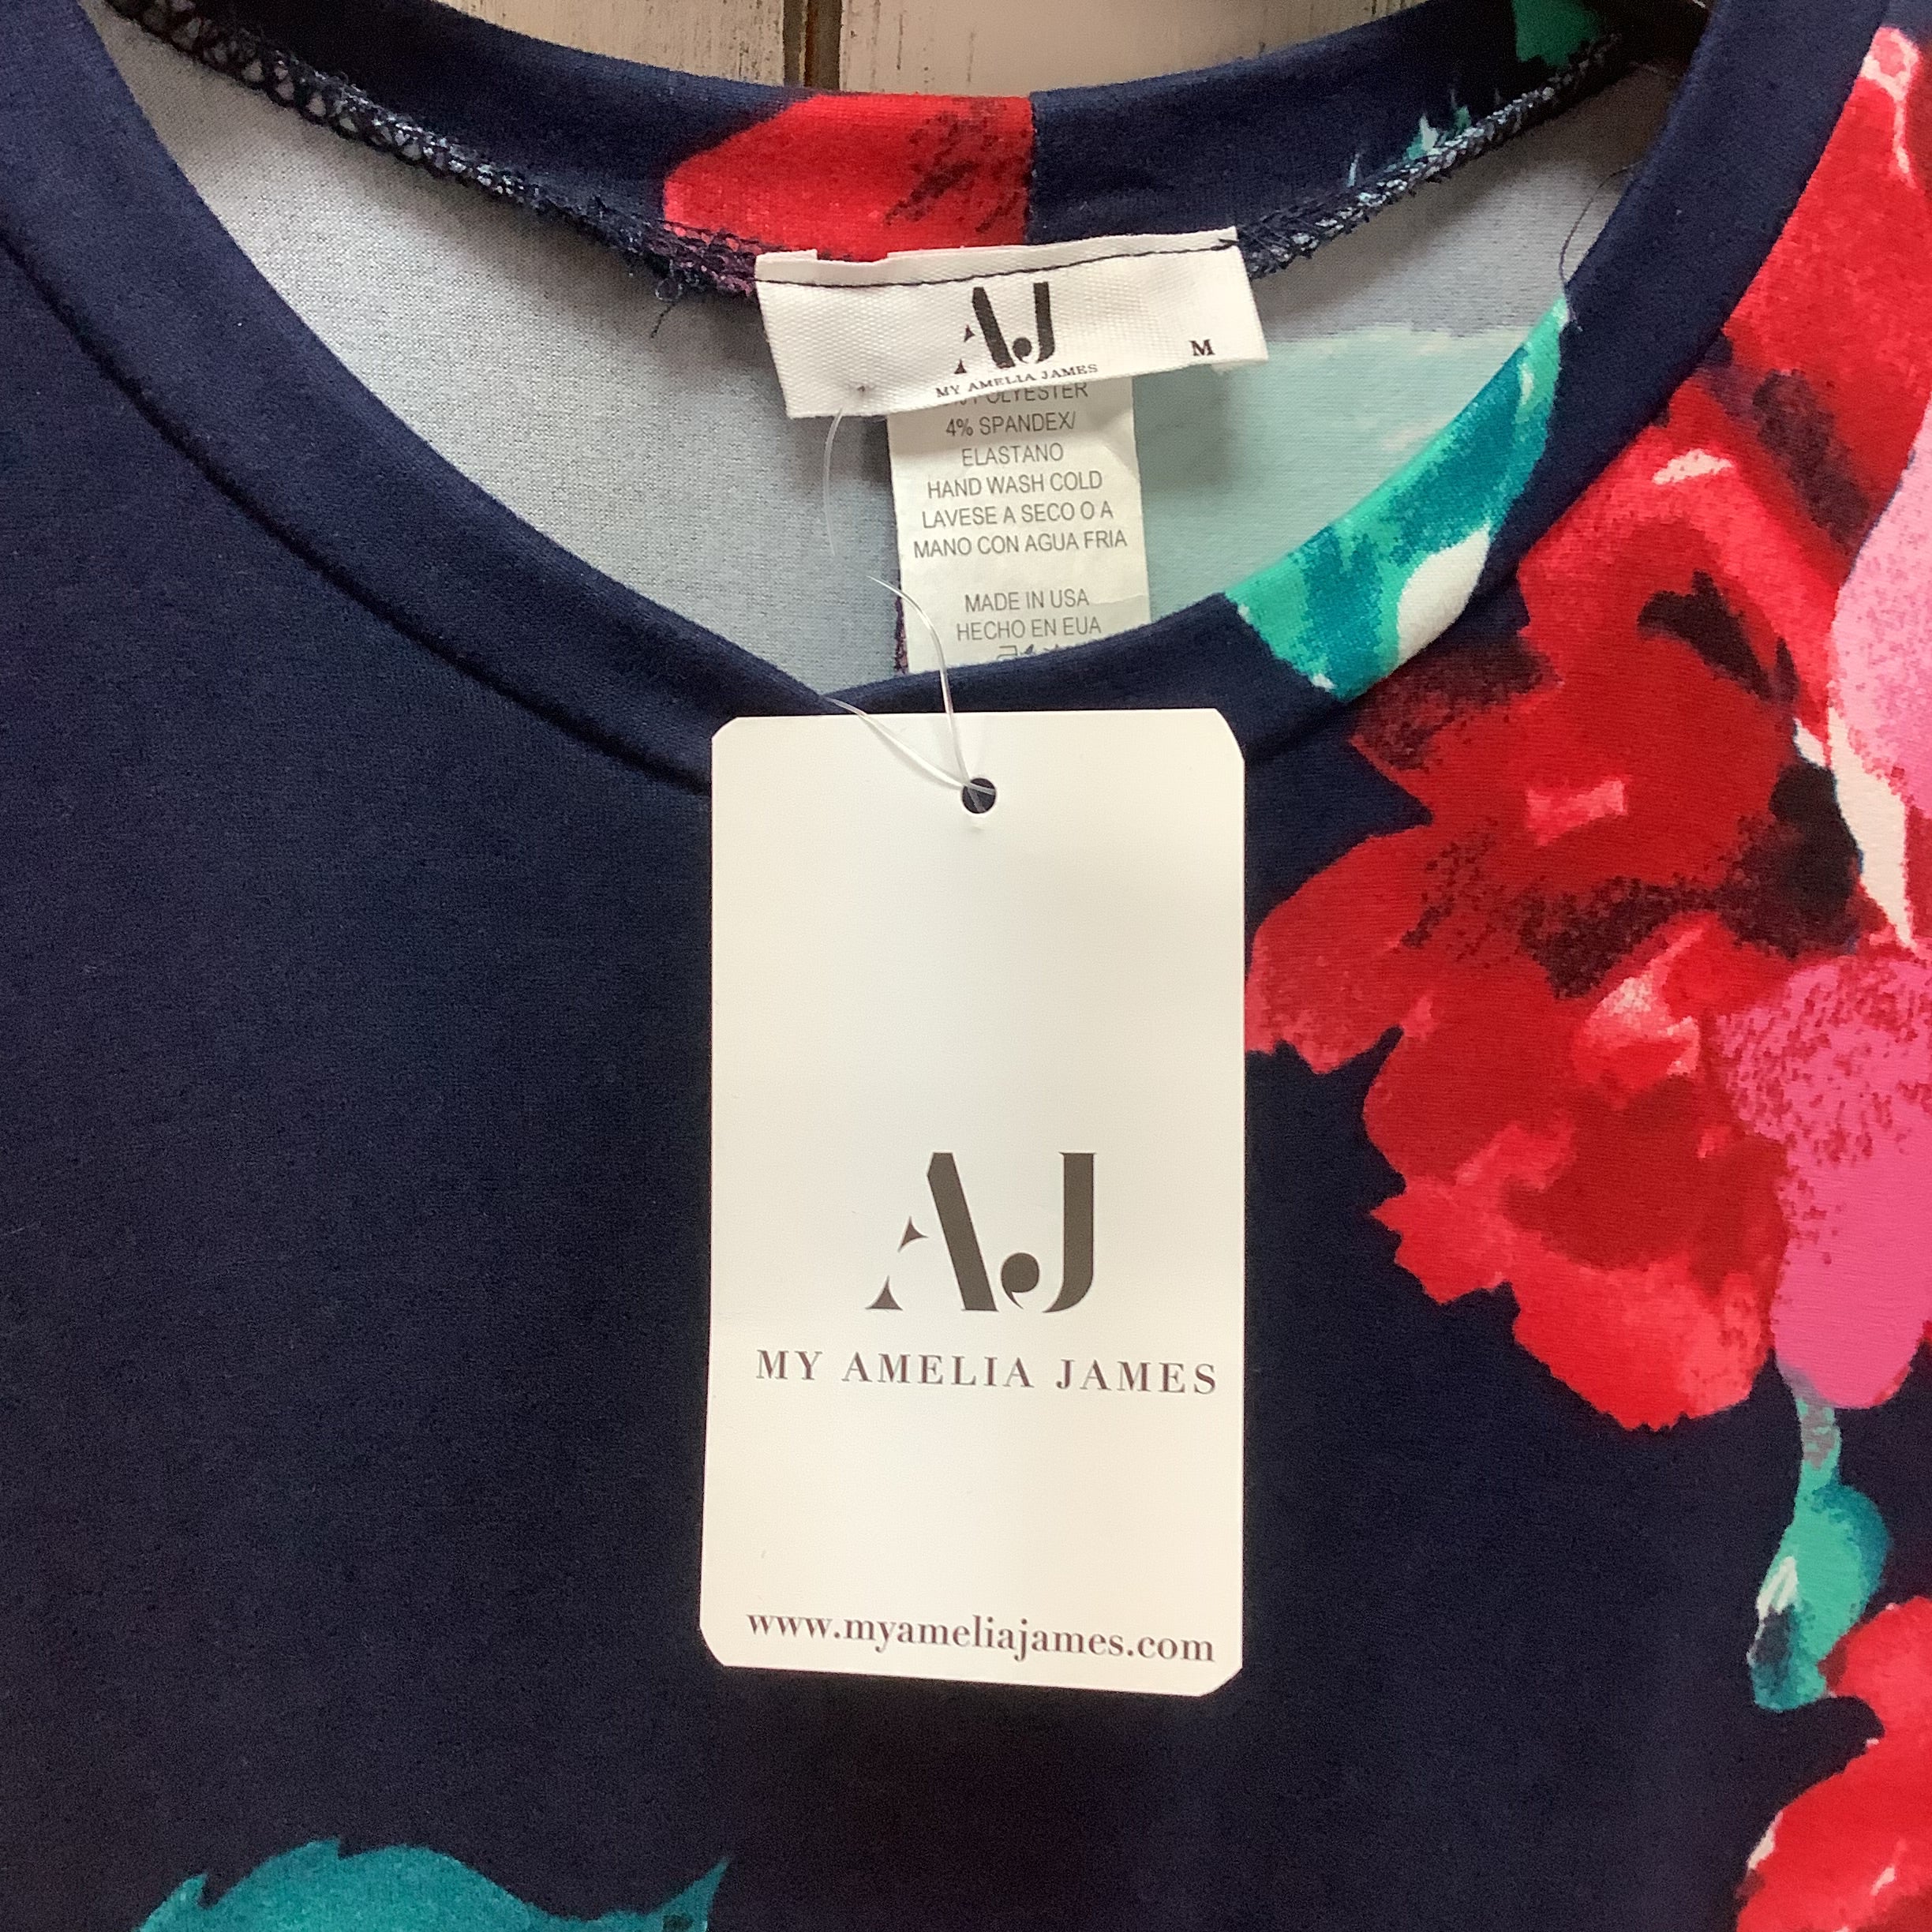 AJ
MY AMELIA JAMES
M
POLYESTER
4% SPANDEX/
ELASTANO
HAND WASH COLD
LAVESE A SECO O A
MANO CON AGUA FRIA
MADE IN USA
HECHO EN EUA
AJ
MY AMELIA JAMES
www.myameliajames.com